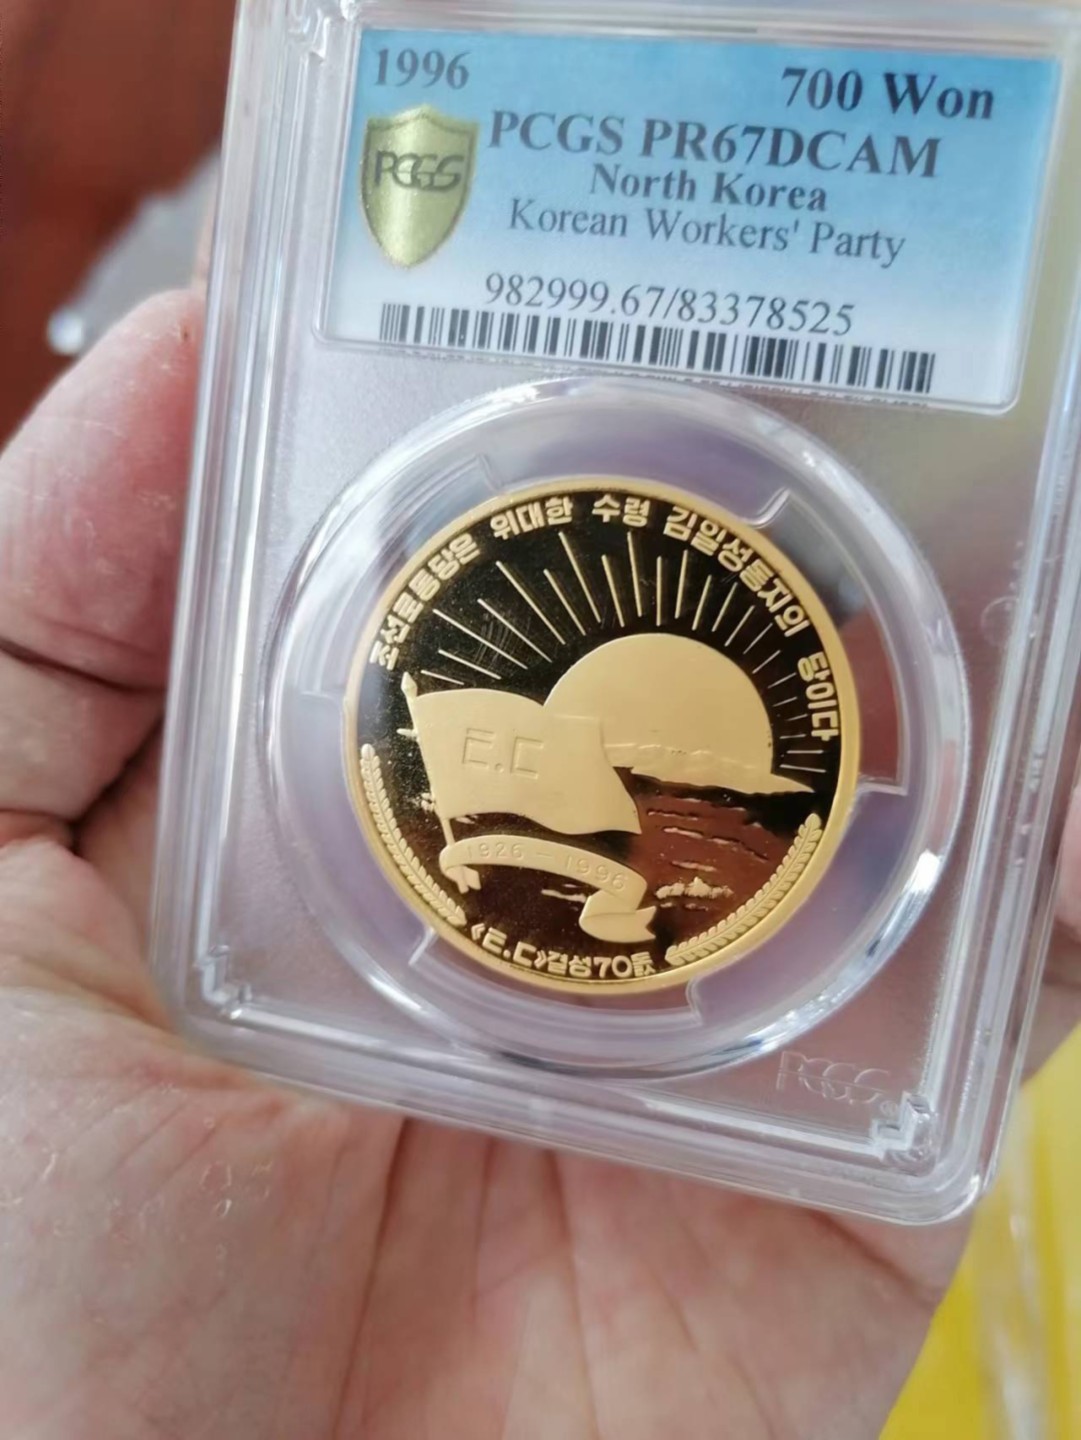 1996
700 Won
PCGS
PCGS PR67DCAM
North Korea
Korean Workers' Party
982999.67/83378525
조선로동당은 위대한 수령 김일성동지의 당이다
ㅌ.ㄷ
1926-1996
《ㅌ.ㄷ》결성70돐
PCGS